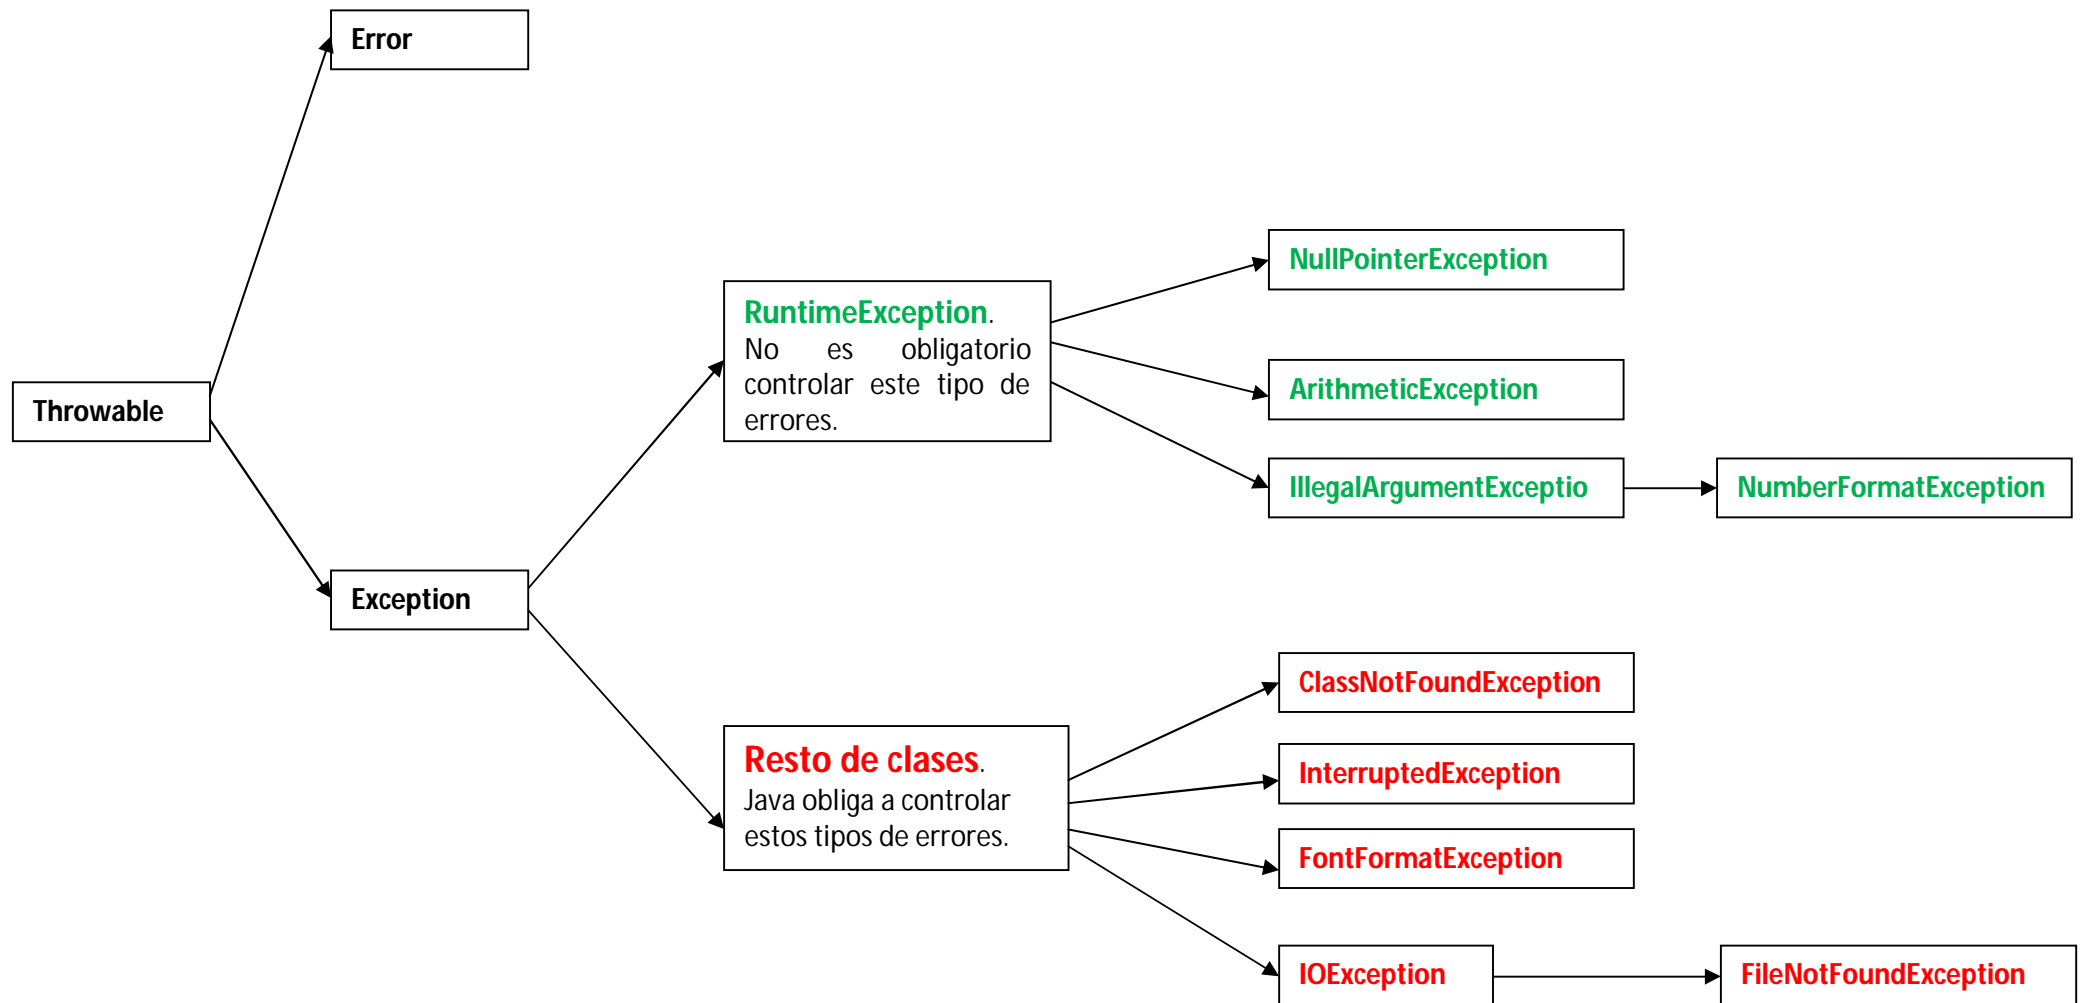 Error
NullPointerException
RuntimeException.
No es obligatorio
controlar este tipo de
errores.
ArithmeticException
Throwable
IllegalArgumentExceptio
NumberFormatException
Exception
ClassNotFoundException
Resto de clases.
Java obliga a controlar
estos tipos de errores.
InterruptedException
FontFormatException
IOException
FileNotFoundException